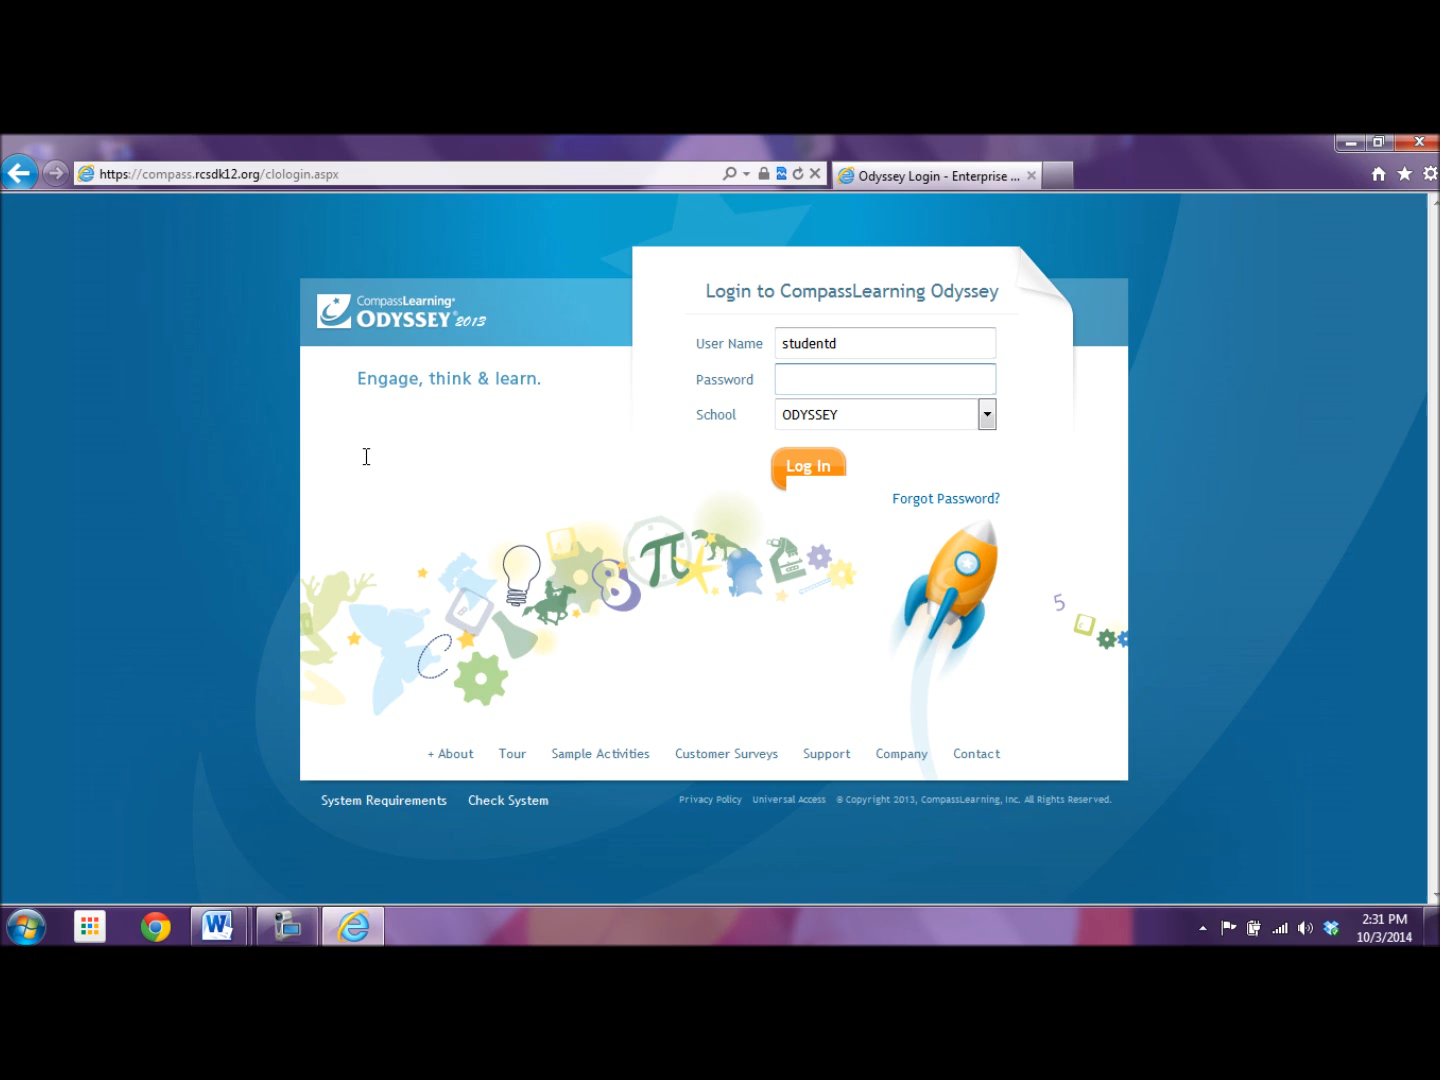 https://compass.rcsdk12.org/clologin.aspx
Odyssey Login - Enterprise ...
Login to CompassLearning Odyssey
CompassLearning®
ODYSSEY® 2013
User Name studentd
Password
School ODYSSEY
Engage, think & learn.
Log In
Forgot Password?
π
8
5
C
+ About Tour Sample Activities Customer Surveys Support Company Contact
System Requirements Check System Privacy Policy Universal Access © Copyright 2013, CompassLearning, Inc. All Rights Reserved.
W
2:31 PM
10/3/2014